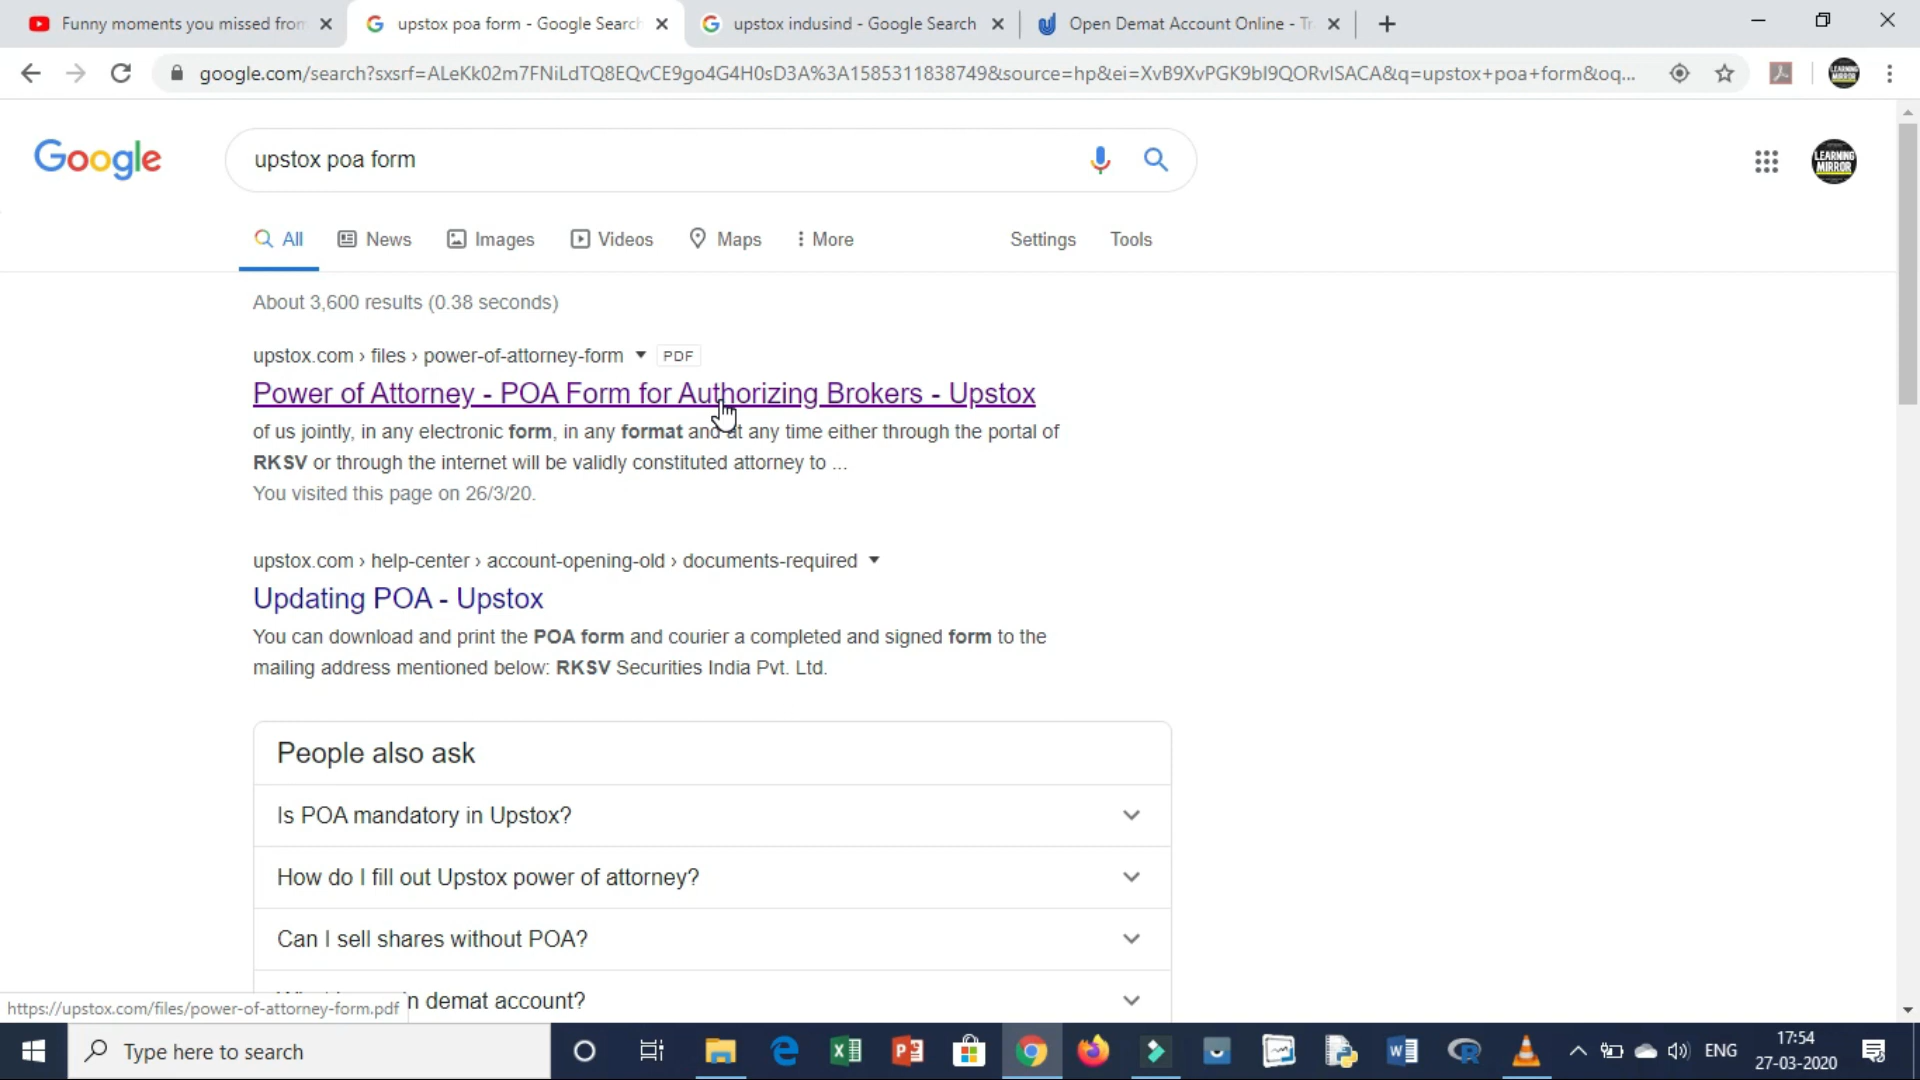 Funny moments you missed from
upstox poa form - Google Search
upstox indusind - Google Search
Open Demat Account Online - Tr
google.com/search?sxsrf=ALeKk02m7FNiLdTQ8EQvCE9go4G4H0sD3A%3A1585311838749&source=hp&ei=XvB9XvPGK9bI9QORvISACA&q=upstox+poa+form&oq...
LEARNING MIRROR
Google
upstox poa form
LEARNING
MIRROR
All
News
Images
Videos
Maps
More
Settings
Tools
About 3,600 results (0.38 seconds)
upstox.com › files › power-of-attorney-form
PDF
Power of Attorney - POA Form for Authorizing Brokers - Upstox
of us jointly, in any electronic form, in any format and at any time either through the portal of
RKSV or through the internet will be validly constituted attorney to ...
You visited this page on 26/3/20.
upstox.com › help-center › account-opening-old › documents-required
Updating POA - Upstox
You can download and print the POA form and courier a completed and signed form to the
mailing address mentioned below: RKSV Securities India Pvt. Ltd.
People also ask
Is POA mandatory in Upstox?
How do I fill out Upstox power of attorney?
Can I sell shares without POA?
n demat account?
https://upstox.com/files/power-of-attorney-form.pdf
Type here to search
ENG
17:54
27-03-2020